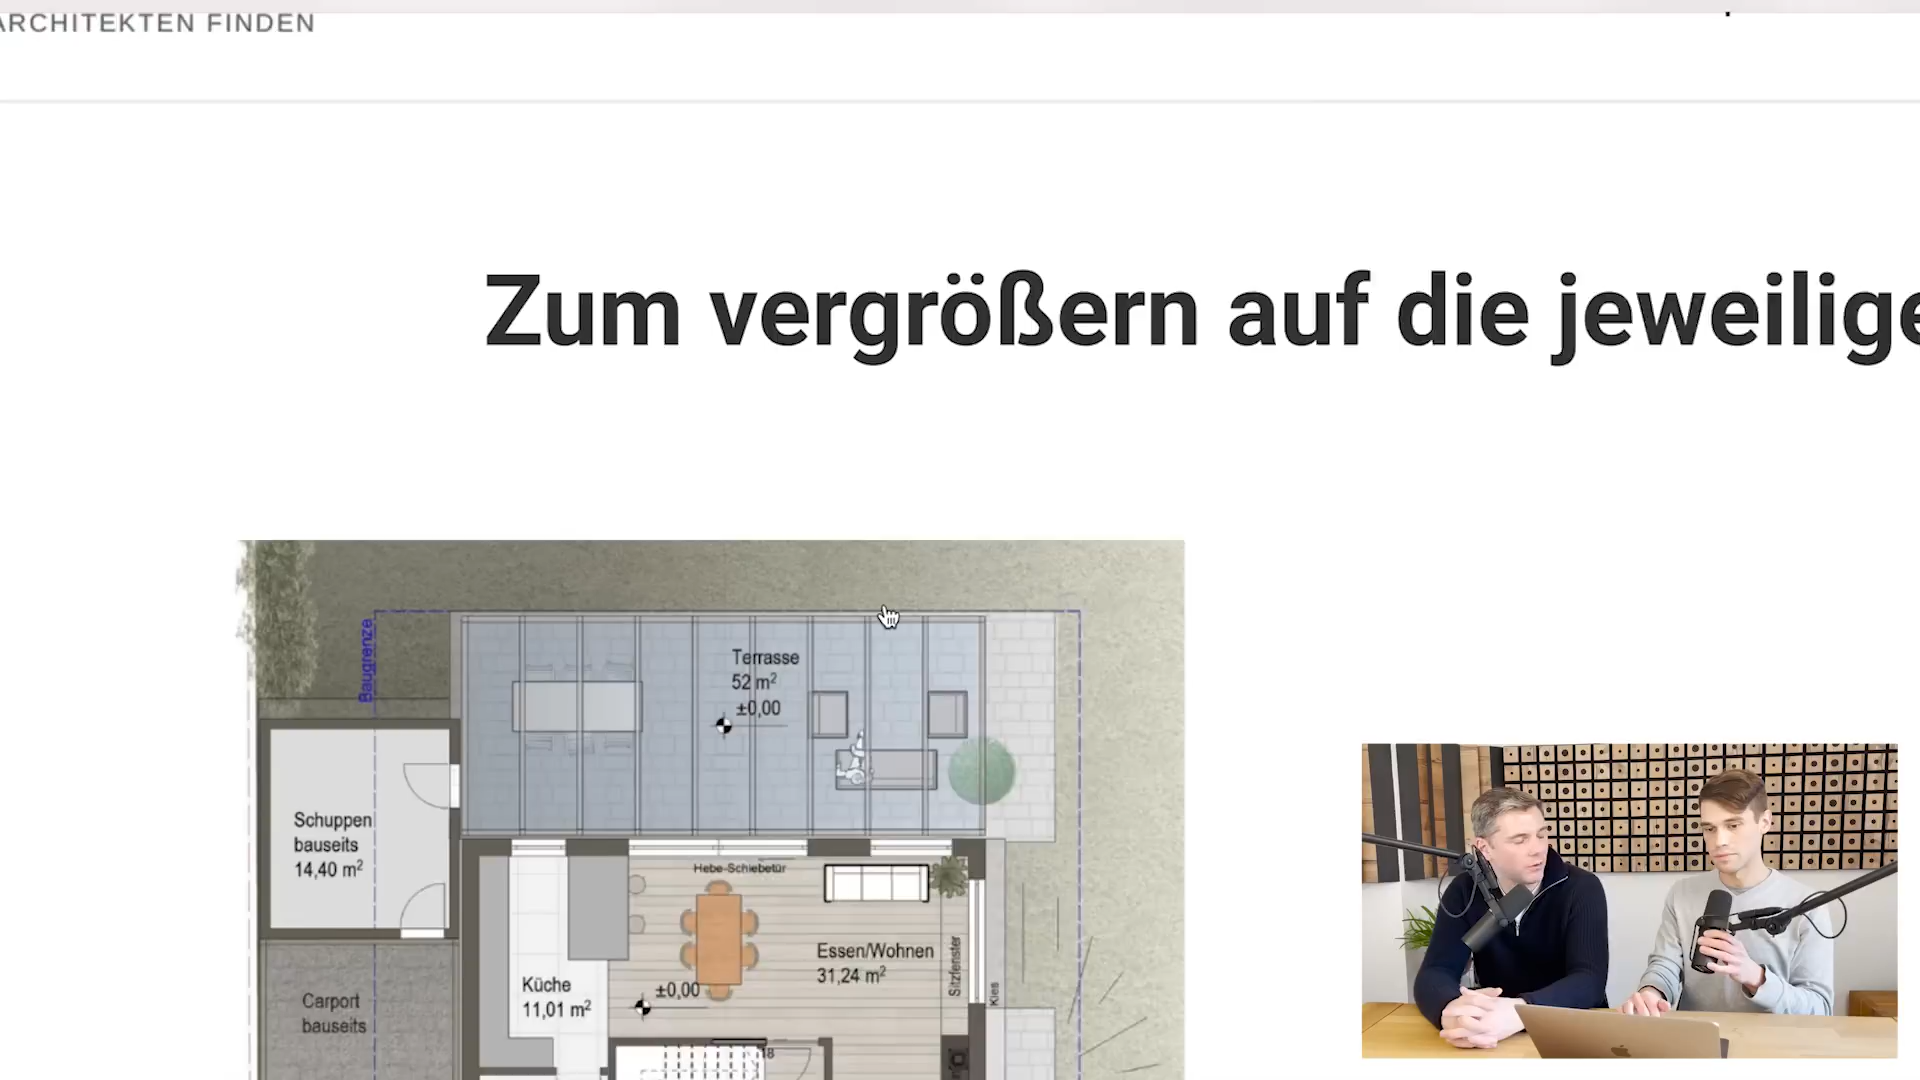 ARCHITEKTEN FINDEN
Zum vergrößern auf die jeweilige
Baugrenze
Terrasse
52 m²
±0,00
Schuppen
bauseits
14,40 m²
Hebe-Schiebetür
Essen/Wohnen
31,24 m²
Sitzfenster
Kies
Küche
11,01 m²
±0,00
Carport
bauseits
18